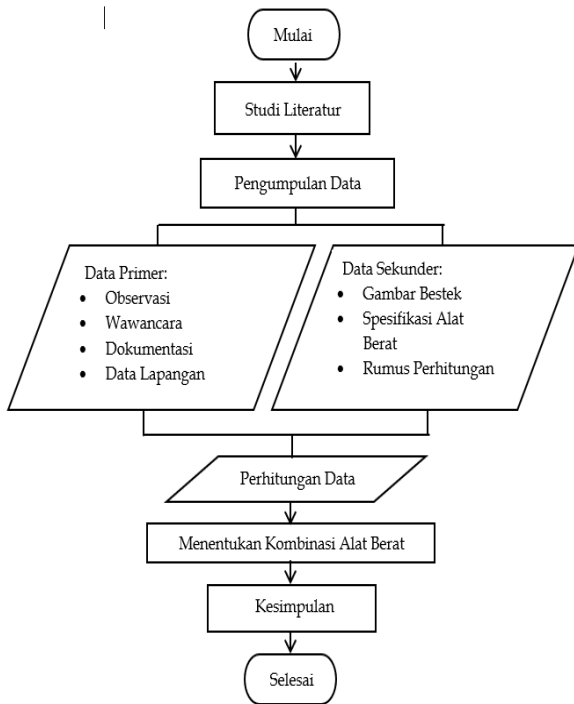 Mulai
Studi Literatur
Pengumpulan Data
Data Primer:
• Observasi
• Wawancara
• Dokumentasi
• Data Lapangan
Data Sekunder:
• Gambar Bestek
• Spesifikasi Alat
Berat
• Rumus Perhitungan
Perhitungan Data
Menentukan Kombinasi Alat Berat
Kesimpulan
Selesai